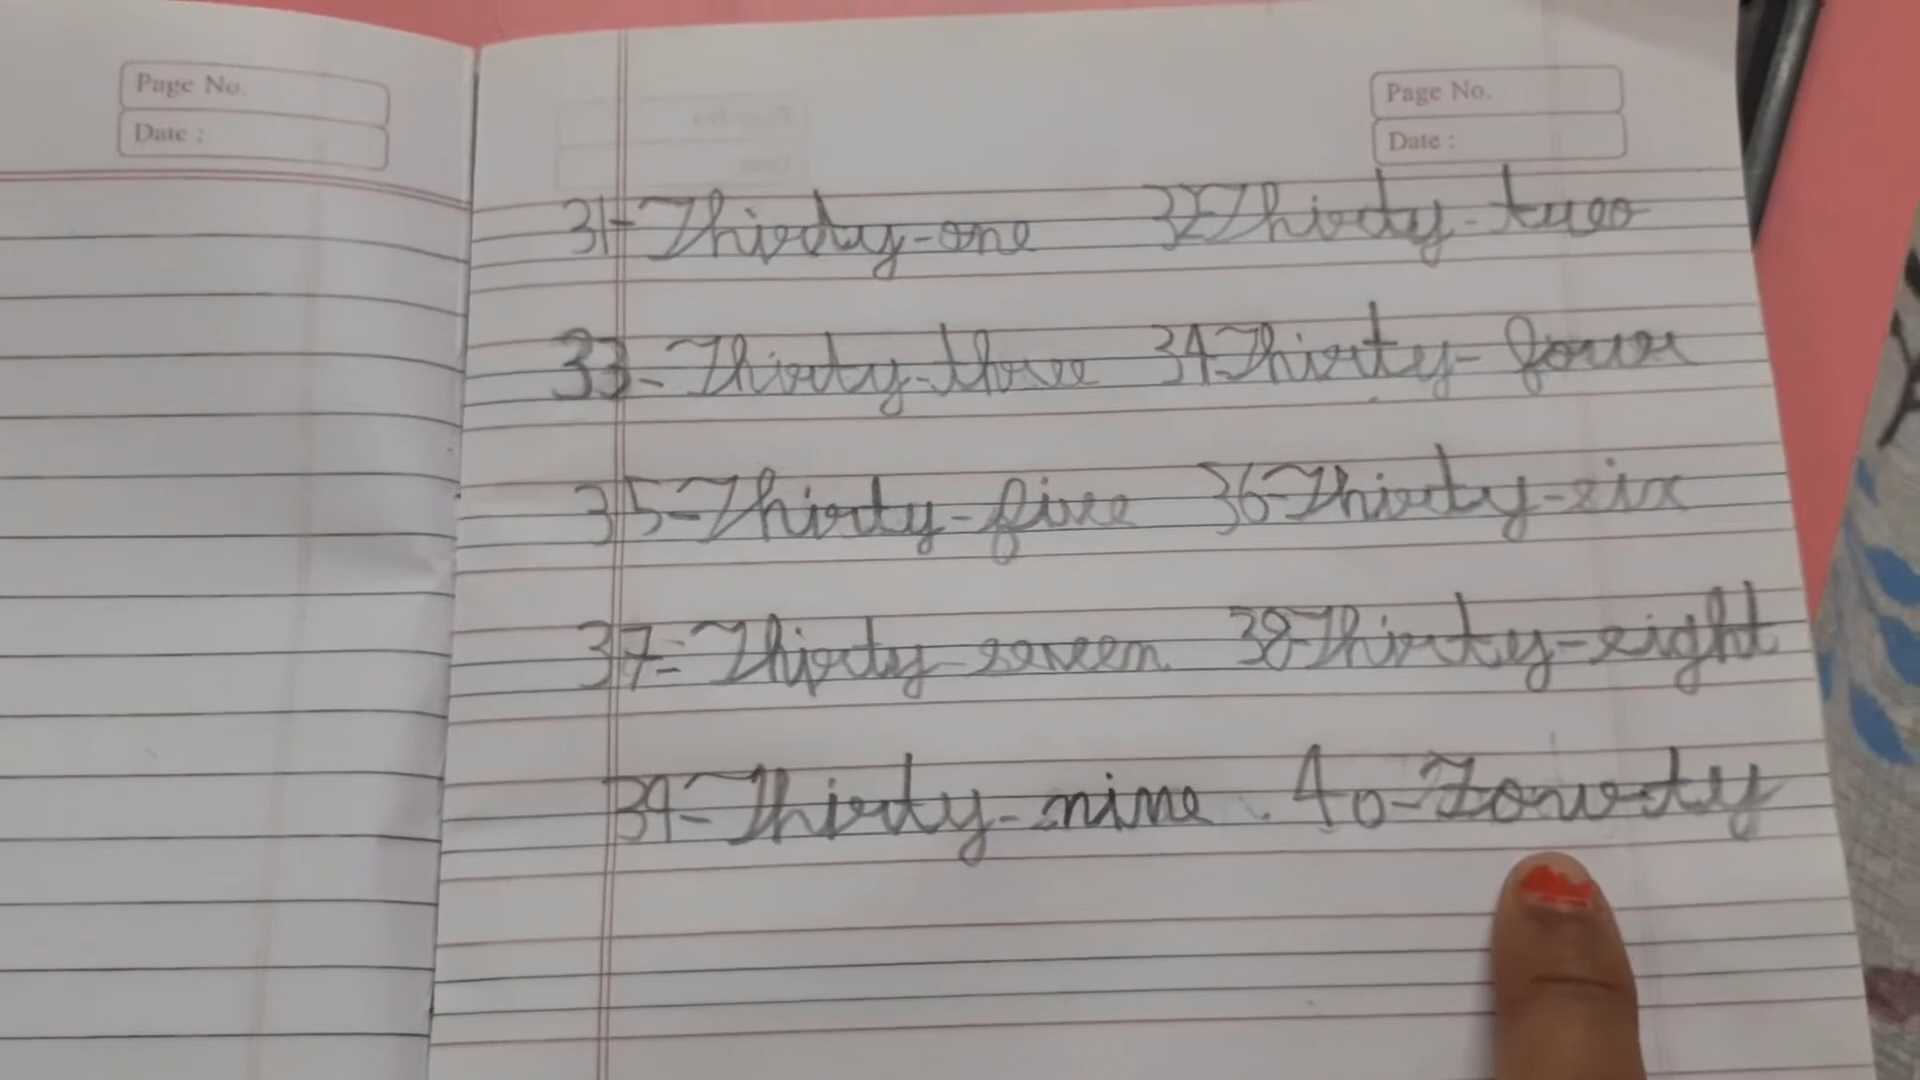 Page No.
Date :
Page No.
Date :
31-Thirty-one 32-Thirty-two
33-Thirty-three 34-Thirty-four
35-Thirty-five 36-Thirty-six
37-Thirty-seven 38-Thirty-eight
39-Thirty-nine 40-Fourty